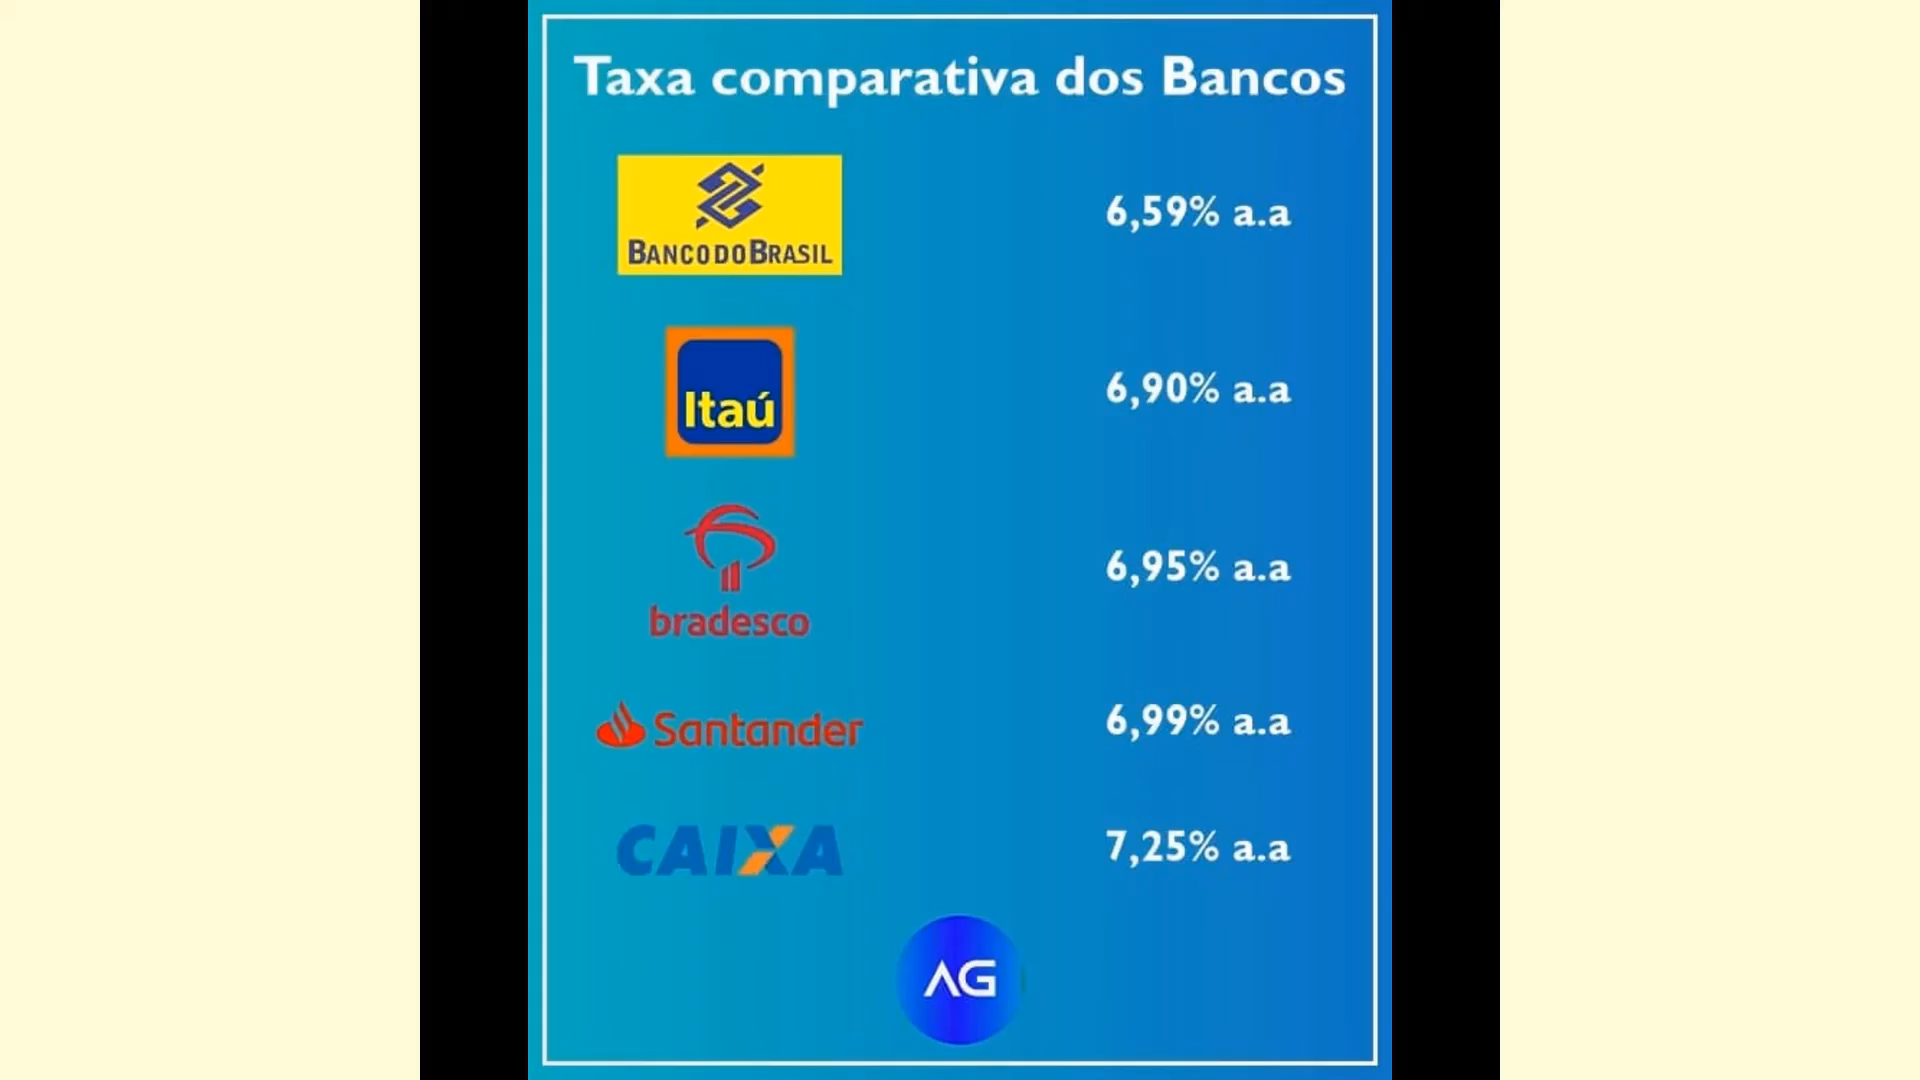 Taxa comparativa dos Bancos
BANCO DO BRASIL
6,59% a.a
Itaú
6,90% a.a
bradesco
6,95% a.a
Santander
6,99% a.a
CAIXA
7,25% a.a
AG